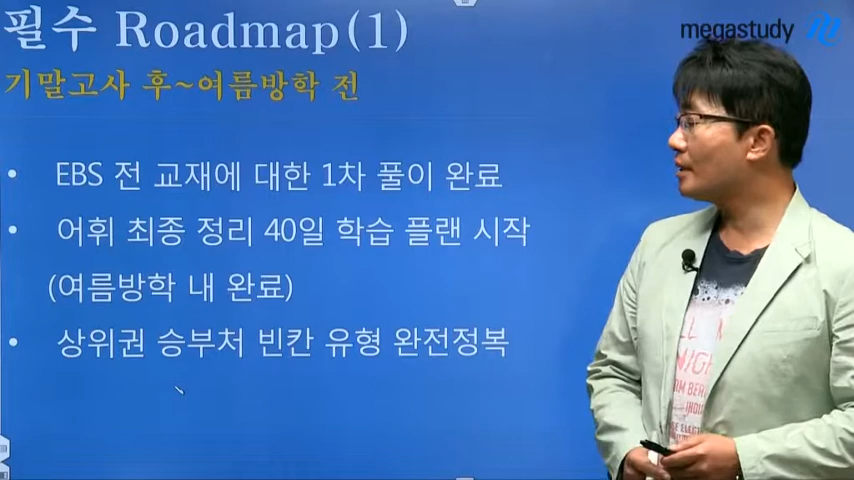 필수 Roadmap(1)
megastudy
기말고사 후~여름방학 전
• EBS 전 교재에 대한 1차 풀이 완료
• 어휘 최종 정리 40일 학습 플랜 시작
(여름방학 내 완료)
• 상위권 승부처 빈칸 유형 완전정복